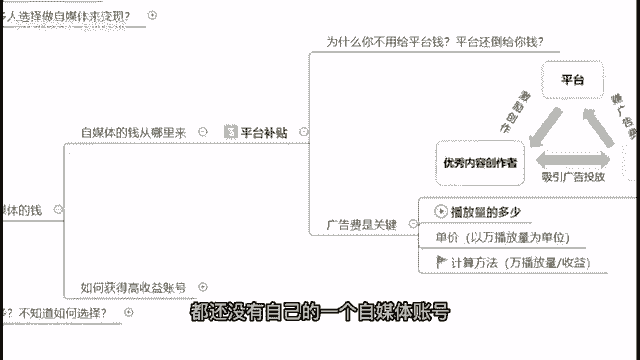 多人选择做自媒体来变现？
为什么你不用给平台钱？平台还倒给你钱？
平台
激励创作
赚广告费
自媒体的钱从哪里来
3 平台补贴
优秀内容创作者
吸引广告投放
媒体的钱
广告费是关键
播放量的多少
单价（以万播放量为单位）
计算方法（万播放量/收益）
如何获得高收益账号
？不知道如何选择？
都还没有自己的一个自媒体账号